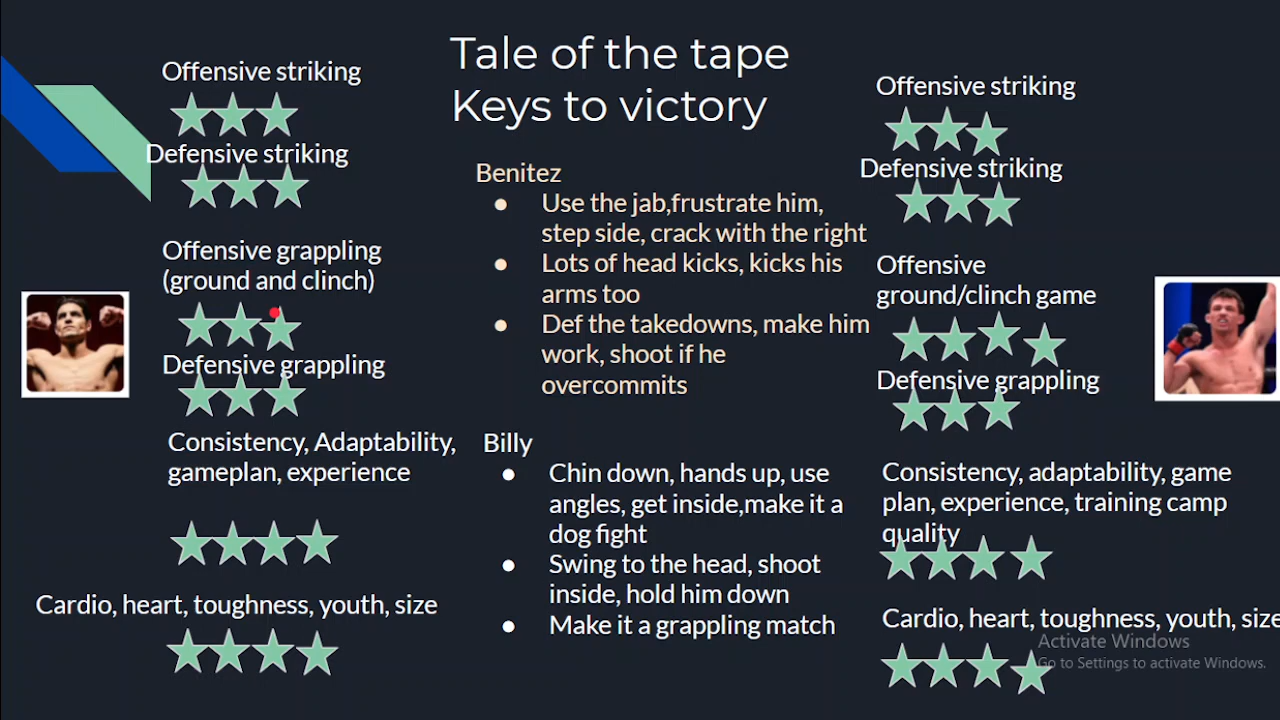 Tale of the tape
Keys to victory
Offensive striking
Defensive striking
Offensive grappling
(ground and clinch)
Defensive grappling
Consistency, Adaptability,
gameplan, experience
Cardio, heart, toughness, youth, size
Benitez
● Use the jab,frustrate him,
step side, crack with the right
● Lots of head kicks, kicks his
arms too
● Def the takedowns, make him
work, shoot if he
overcommits
Billy
● Chin down, hands up, use
angles, get inside,make it a
dog fight
● Swing to the head, shoot
inside, hold him down
● Make it a grappling match
Offensive striking
Defensive striking
Offensive
ground/clinch game
Defensive grappling
Consistency, adaptability, game
plan, experience, training camp
quality
Cardio, heart, toughness, youth, size
Activate Windows
Go to Settings to activate Windows.